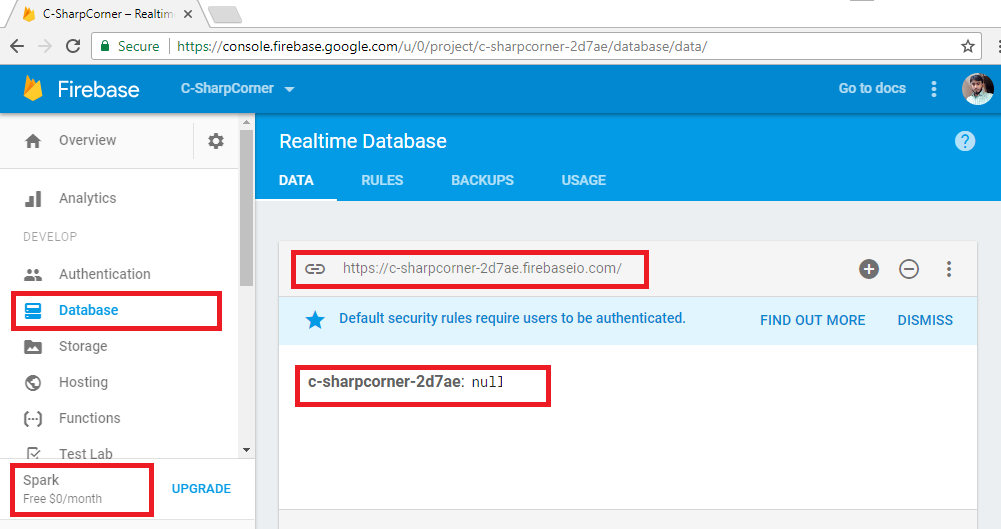 C-SharpCorner – Realtim
Secure https://console.firebase.google.com/u/0/project/c-sharpcorner-2d7ae/database/data/
Firebase C-SharpCorner Go to docs
Overview
Realtime Database
DATA RULES BACKUPS USAGE
Analytics
DEVELOP
Authentication
Database
Storage
Hosting
Functions
Test Lab
Spark
Free $0/month
UPGRADE
https://c-sharpcorner-2d7ae.firebaseio.com/
Default security rules require users to be authenticated. FIND OUT MORE DISMISS
c-sharpcorner-2d7ae: null